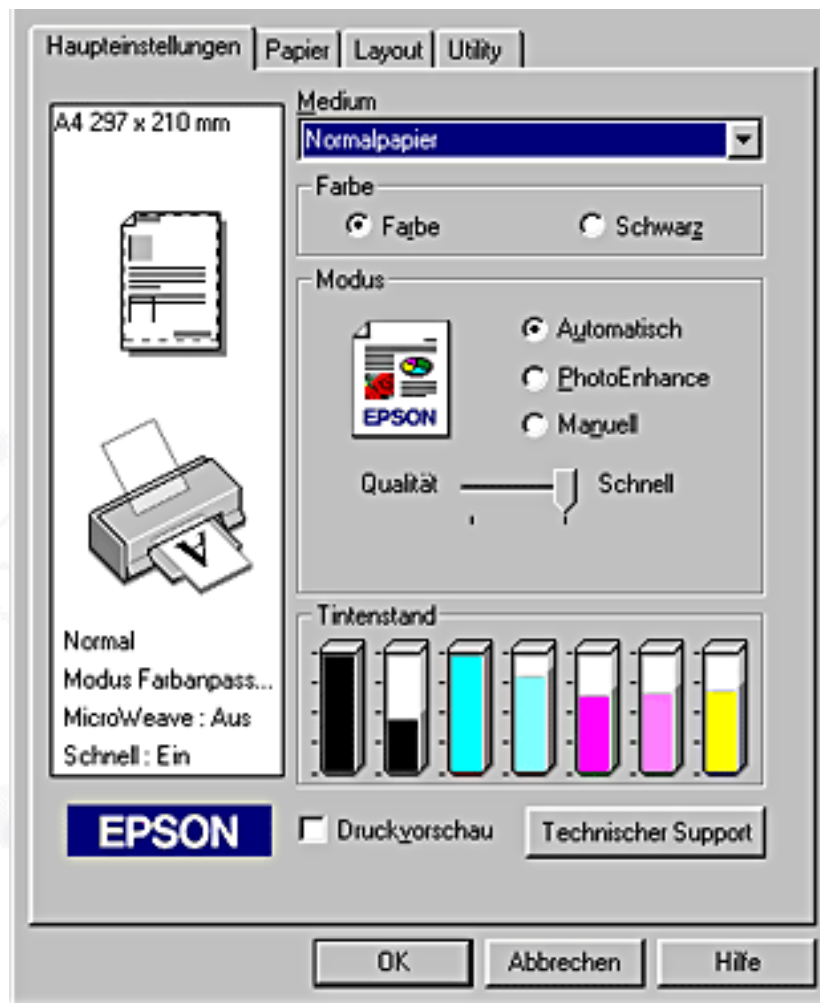 Haupteinstellungen Papier Layout Utility
A4 297 x 210 mm
Normal
Modus Farbanpass...
MicroWeave : Aus
Schnell : Ein
EPSON
Medium
Normalpapier
Farbe
Farbe Schwarz
Modus
EPSON
Automatisch
PhotoEnhance
Manuell
Qualität Schnell
Tintenstand
Druckvorschau Technischer Support
OK Abbrechen Hilfe